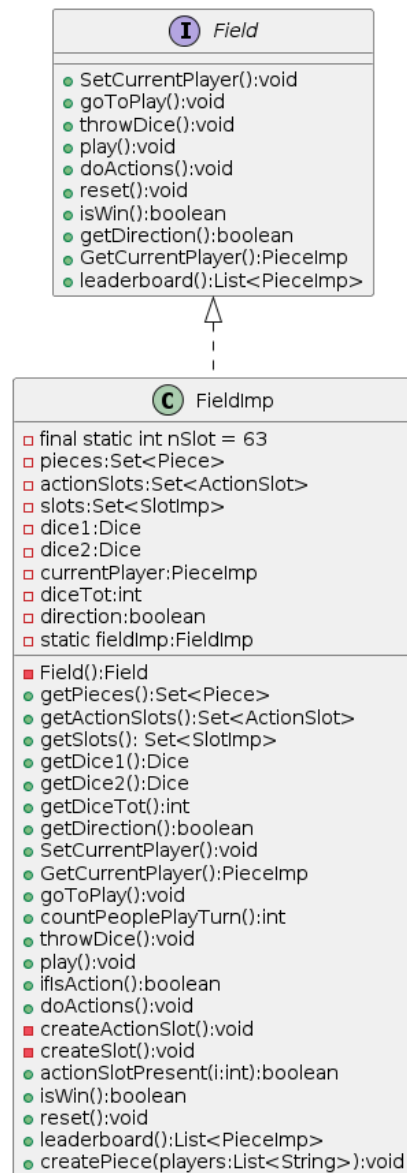 I Field
SetCurrentPlayer():void
goToPlay():void
throwDice():void
play():void
doActions():void
reset():void
isWin():boolean
getDirection():boolean
GetCurrentPlayer():PieceImp
leaderboard():List<PieceImp>
C FieldImp
final static int nSlot = 63
pieces:Set<Piece>
actionSlots:Set<ActionSlot>
slots:Set<SlotImp>
dice1:Dice
dice2:Dice
currentPlayer:PieceImp
diceTot:int
direction:boolean
static fieldImp:FieldImp
Field():Field
getPieces():Set<Piece>
getActionSlots():Set<ActionSlot>
getSlots(): Set<SlotImp>
getDice1():Dice
getDice2():Dice
getDiceTot():int
getDirection():boolean
SetCurrentPlayer():void
GetCurrentPlayer():PieceImp
goToPlay():void
countPeoplePlayTurn():int
throwDice():void
play():void
ifIsAction():boolean
doActions():void
createActionSlot():void
createSlot():void
actionSlotPresent(i:int):boolean
isWin():boolean
reset():void
leaderboard():List<PieceImp>
createPiece(players:List<String>):void